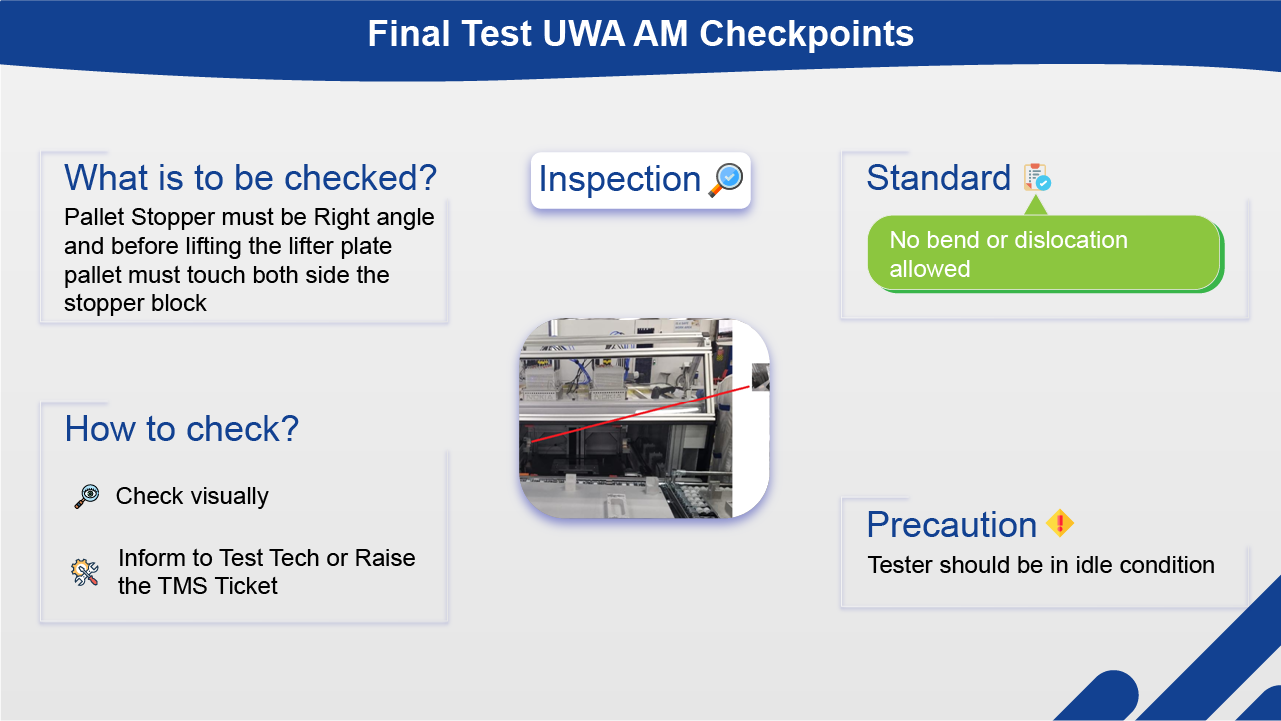 Final Test UWA AM Checkpoints
What is to be checked?
Pallet Stopper must be Right angle
and before lifting the lifter plate
pallet must touch both side the
stopper block
Inspection
Standard
No bend or dislocation
allowed
How to check?
Check visually
Inform to Test Tech or Raise
the TMS Ticket
Precaution
Tester should be in idle condition